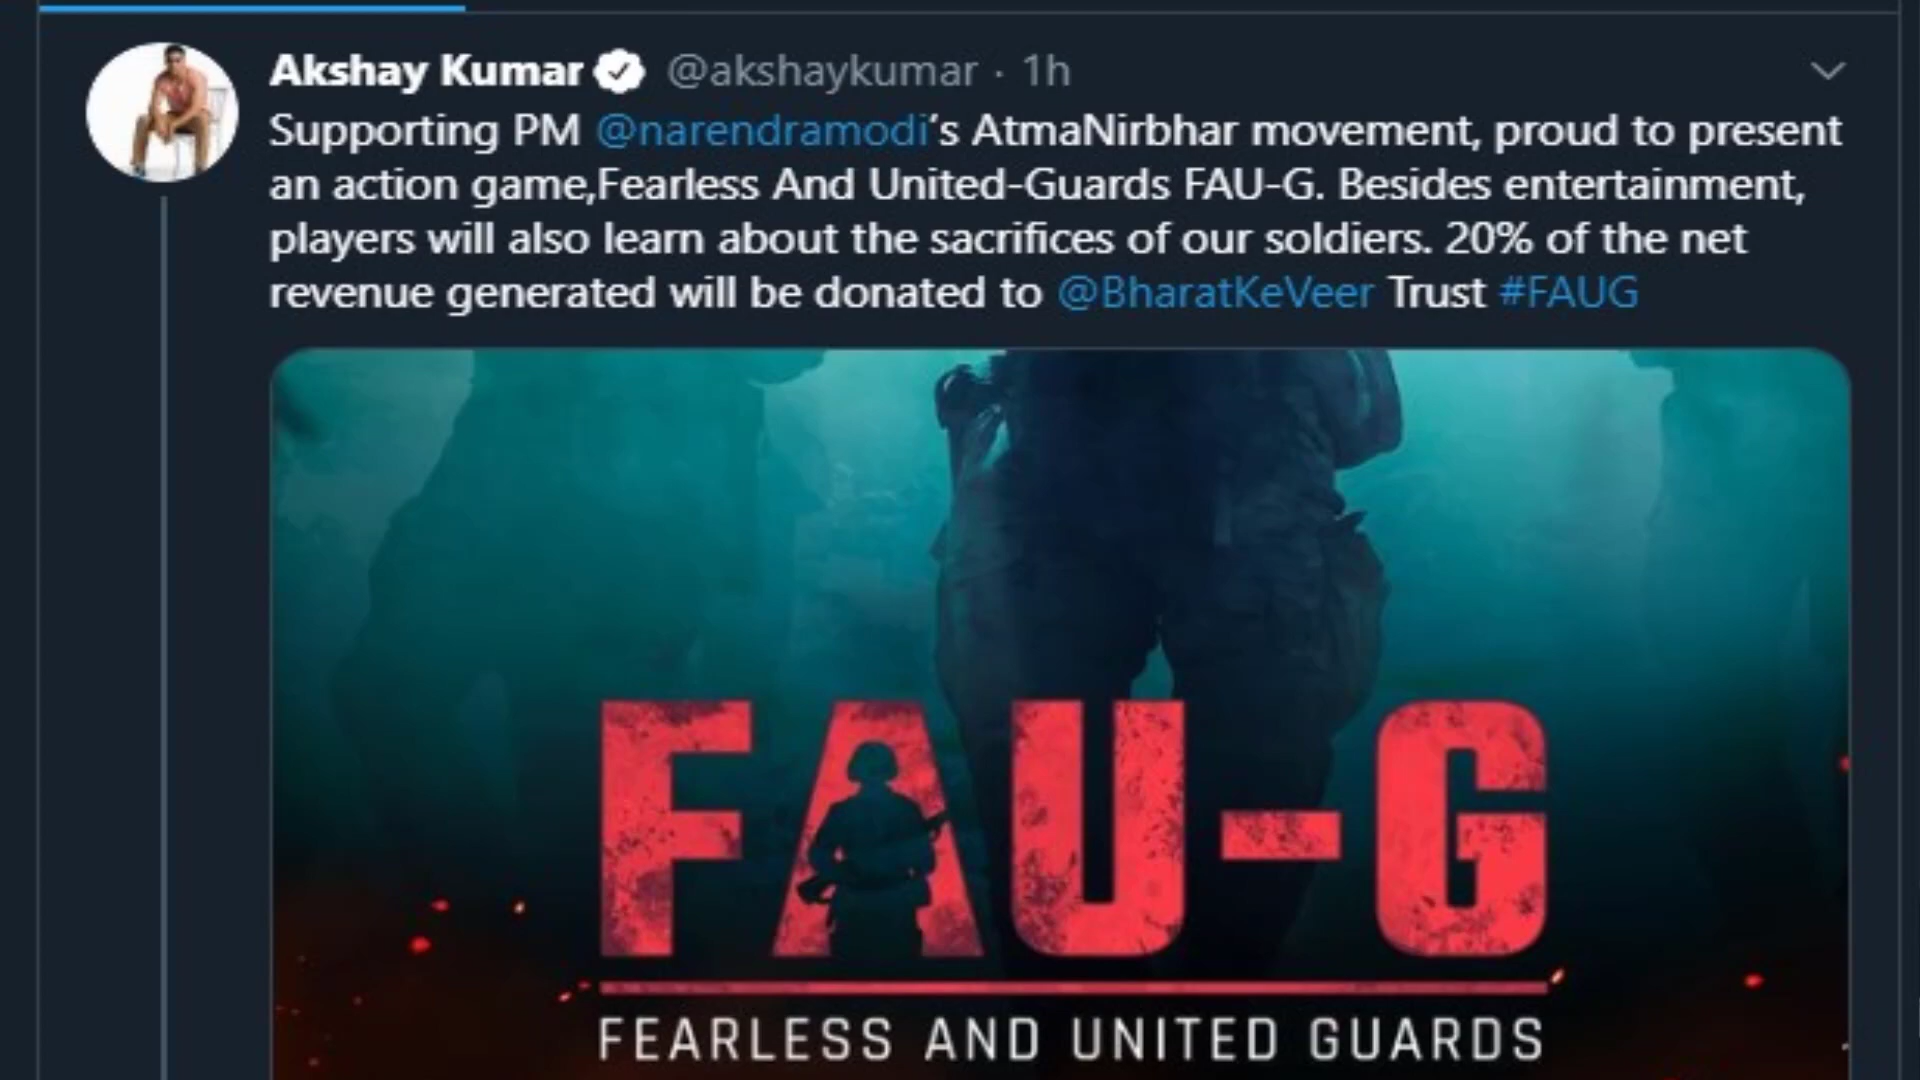 Akshay Kumar @akshaykumar · 1h
Supporting PM @narendramodi's AtmaNirbhar movement, proud to present
an action game,Fearless And United-Guards FAU-G. Besides entertainment,
players will also learn about the sacrifices of our soldiers. 20% of the net
revenue generated will be donated to @BharatKeVeer Trust #FAUG
FAU-G
FEARLESS AND UNITED GUARDS